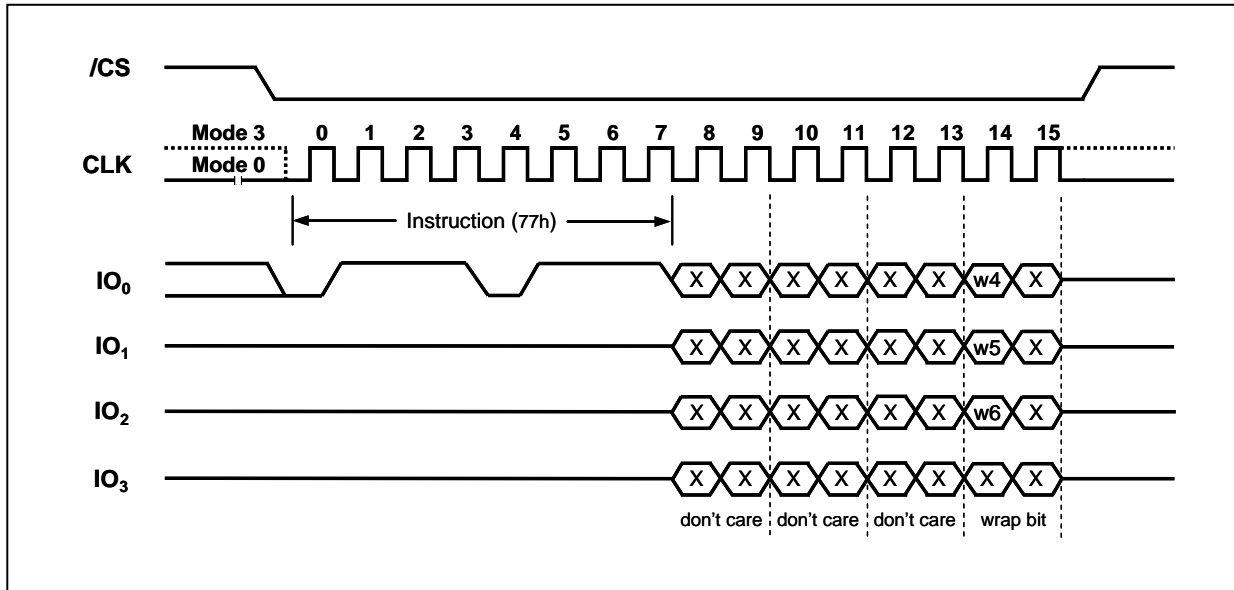 /CS
Mode 3 0 1 2 3 4 5 6 7 8 9 10 11 12 13 14 15
CLK Mode 0
Instruction (77h)
IO0 X X X X X X w4 X
IO1 X X X X X X w5 X
IO2 X X X X X X w6 X
IO3 X X X X X X X X
don't care don't care don't care wrap bit